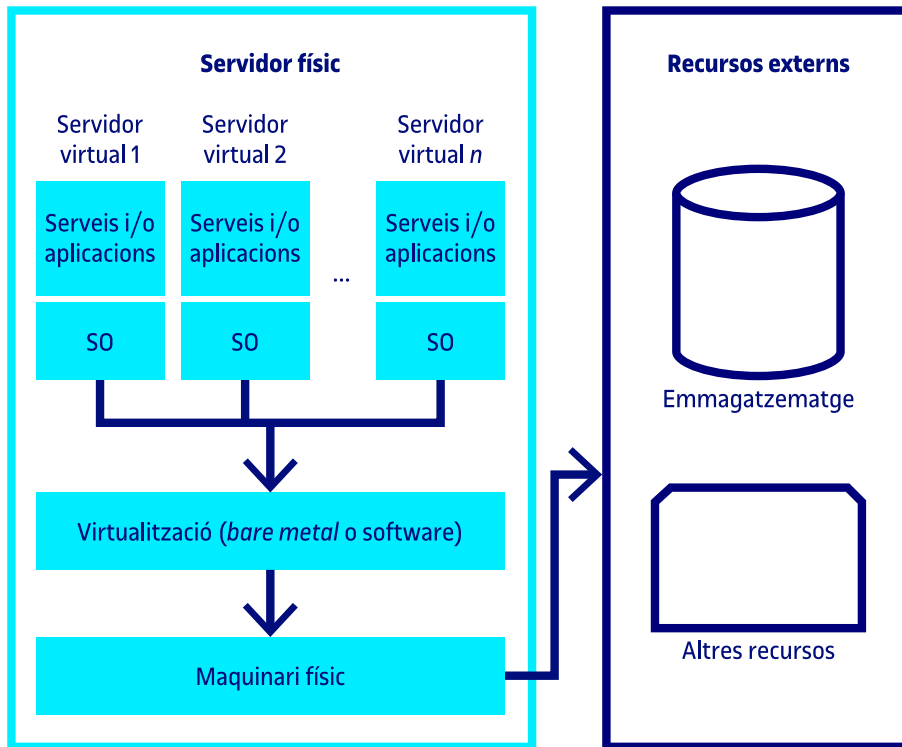 Servidor físic
Servidor
virtual 1
Servidor
virtual 2
Servidor
virtual n
Serveis i/o
aplicacions
Serveis i/o
aplicacions
...
Serveis i/o
aplicacions
SO
SO
SO
Virtualització (bare metal o software)
Maquinari físic
Recursos externs
Emmagatzematge
Altres recursos